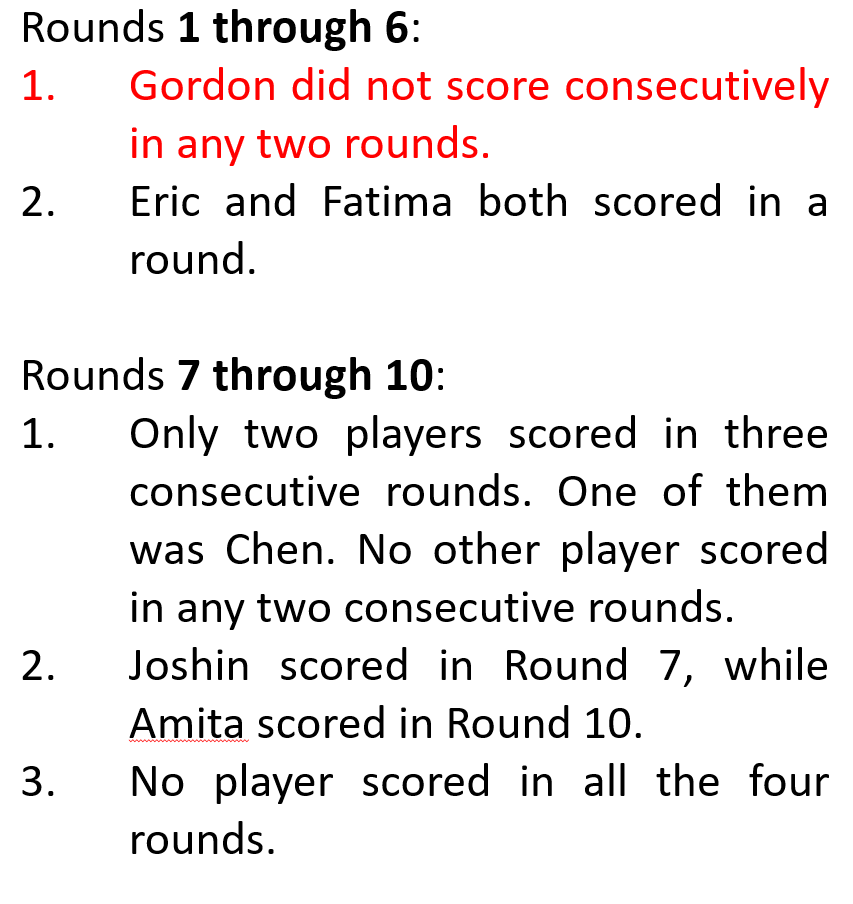 Rounds 1 through 6:
1. Gordon did not score consecutively
in any two rounds.
2. Eric and Fatima both scored in a
round.
Rounds 7 through 10:
1. Only two players scored in three
consecutive rounds. One of them
was Chen. No other player scored
in any two consecutive rounds.
2. Joshin scored in Round 7, while
Amita scored in Round 10.
3. No player scored in all the four
rounds.